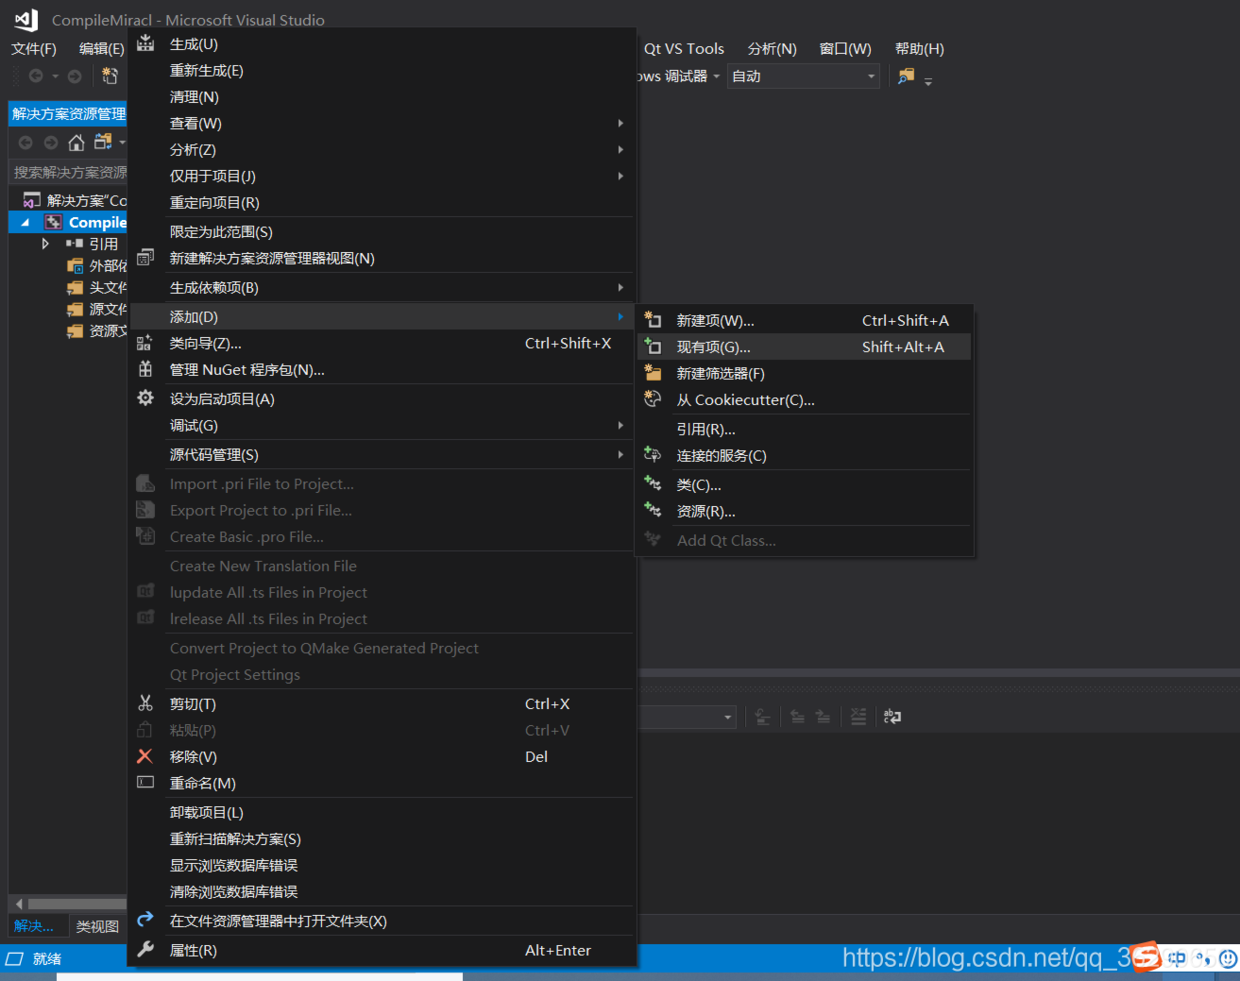 CompileMiracl - Microsoft Visual Studio
文件(F) 编辑(E) Qt VS Tools 分析(N) 窗口(W) 帮助(H)
ows 调试器 自动
解决方案资源管理
搜索解决方案资源
解决方案"Co
Compile
引用
外部依
头文件
源文件
资源文
生成(U)
重新生成(E)
清理(N)
查看(W)
分析(Z)
仅用于项目(J)
重定向项目(R)
限定为此范围(S)
新建解决方案资源管理器视图(N)
生成依赖项(B)
添加(D)
类向导(Z)... Ctrl+Shift+X
管理 NuGet 程序包(N)...
设为启动项目(A)
调试(G)
源代码管理(S)
Import .pri File to Project...
Export Project to .pri File...
Create Basic .pro File...
Create New Translation File
lupdate All .ts Files in Project
lrelease All .ts Files in Project
Convert Project to QMake Generated Project
Qt Project Settings
剪切(T) Ctrl+X
粘贴(P) Ctrl+V
移除(V) Del
重命名(M)
卸载项目(L)
重新扫描解决方案(S)
显示浏览数据库错误
清除浏览数据库错误
在文件资源管理器中打开文件夹(X)
属性(R) Alt+Enter
新建项(W)... Ctrl+Shift+A
现有项(G)... Shift+Alt+A
新建筛选器(F)
从 Cookiecutter(C)...
引用(R)...
连接的服务(C)
类(C)...
资源(R)...
Add Qt Class...
解决... 类视图
就绪
https://blog.csdn.net/qq_3
中